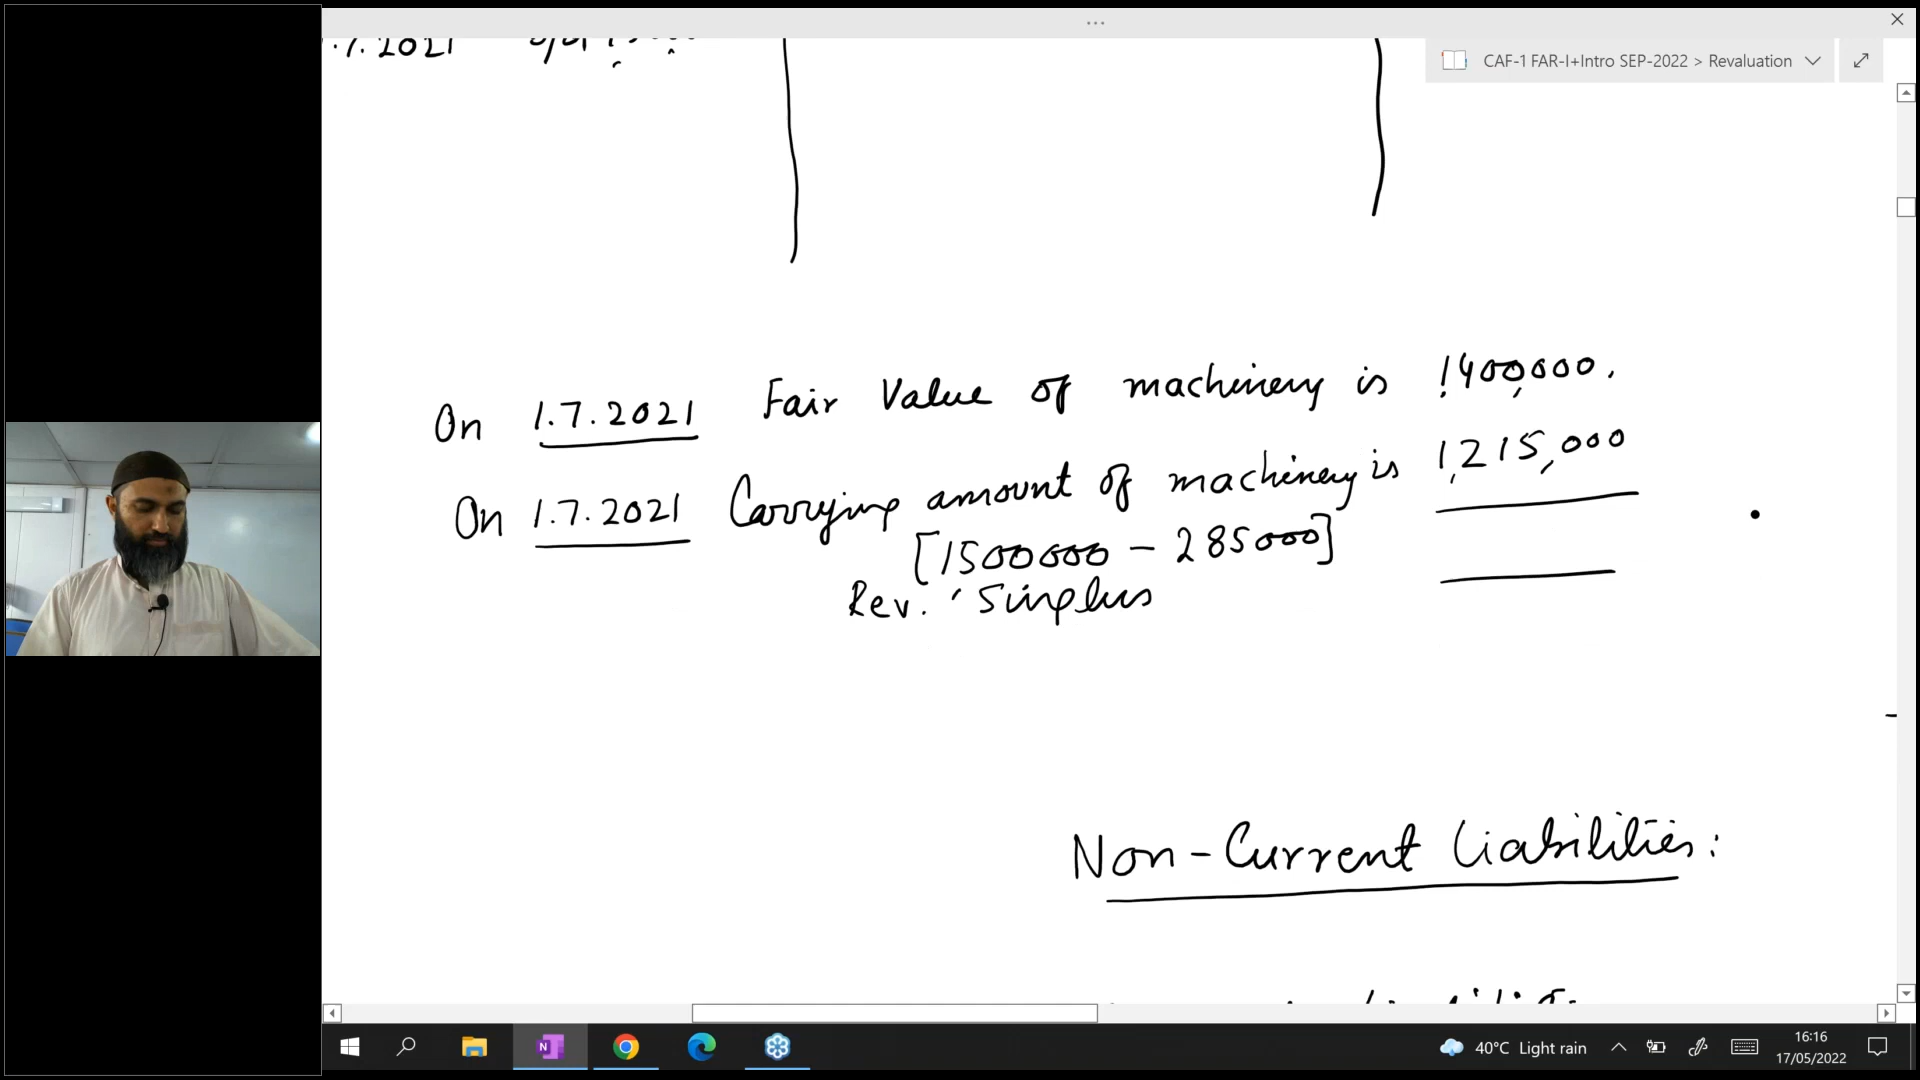 CAF-1 FAR-I+Intro SEP-2022 > Revaluation
.7.2021
On 1.7.2021 Fair Value of machinery is 1400,000.
On 1.7.2021 Carrying amount of machinery is 1,215,000
[1500000 - 285000]
Rev. Surplus
Non-Current Liabilities:
40°C Light rain
16:16
17/05/2022